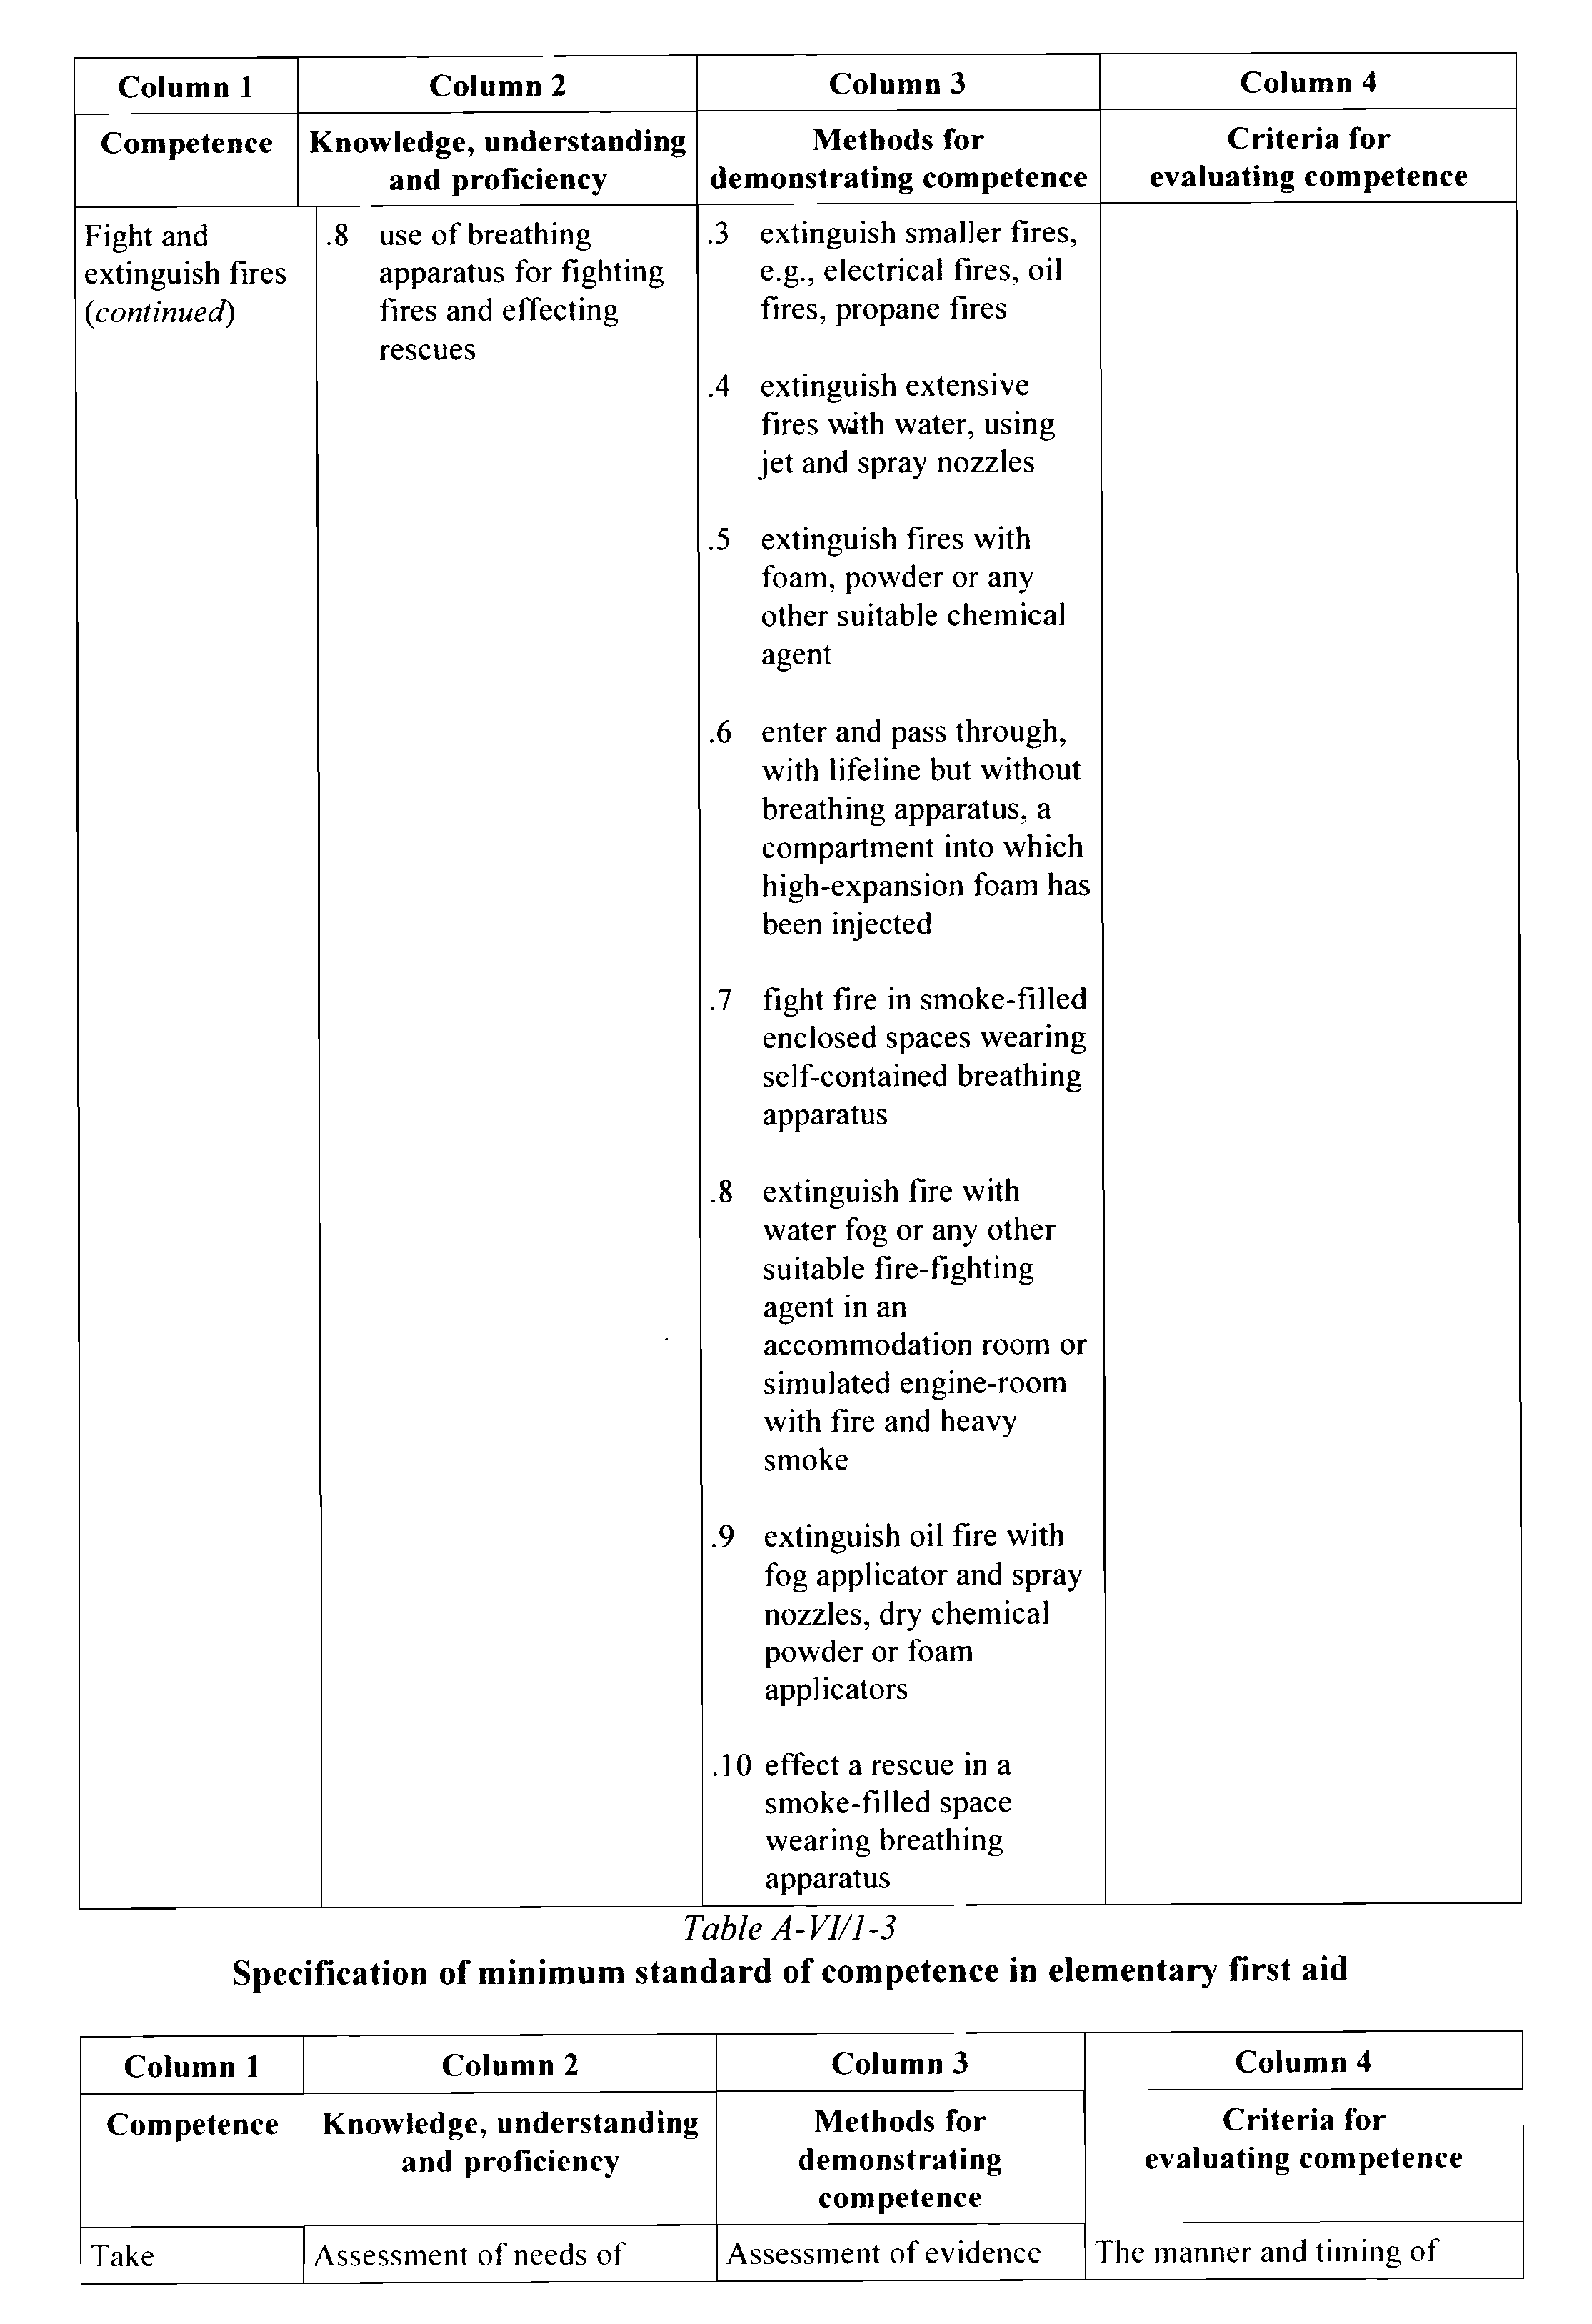 Column 1
Column 2
Column 3
Column 4
Competence
Knowledge, understanding
and proficiency
Methods for
demonstrating competence
Criteria for
evaluating competence
Fight and
extinguish fires
(continued)
.8 use of breathing
apparatus for fighting
fires and effecting
rescues
.3 extinguish smaller fires,
e.g., electrical fires, oil
fires, propane fires
.4 extinguish extensive
fires with water, using
jet and spray nozzles
.5 extinguish fires with
foam, powder or any
other suitable chemical
agent
.6 enter and pass through,
with lifeline but without
breathing apparatus, a
compartment into which
high-expansion foam has
been injected
.7 fight fire in smoke-filled
enclosed spaces wearing
self-contained breathing
apparatus
.8 extinguish fire with
water fog or any other
suitable fire-fighting
agent in an
accommodation room or
simulated engine-room
with fire and heavy
smoke
.9 extinguish oil fire with
fog applicator and spray
nozzles, dry chemical
powder or foam
applicators
.10 effect a rescue in a
smoke-filled space
wearing breathing
apparatus
Table A-VI/1-3
Specification of minimum standard of competence in elementary first aid
Column 1
Column 2
Column 3
Column 4
Competence
Knowledge, understanding
and proficiency
Methods for
demonstrating
competence
Criteria for
evaluating competence
Take
Assessment of needs of
Assessment of evidence
The manner and timing of